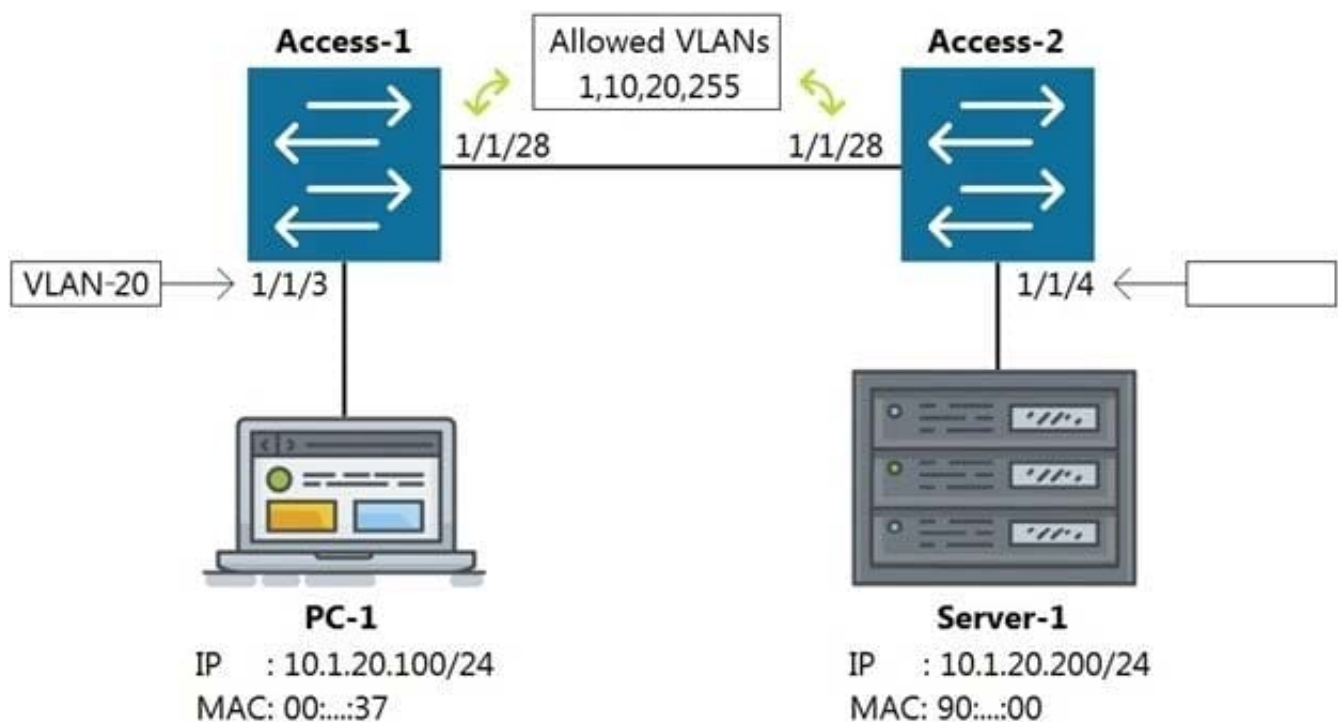 Access-1
Allowed VLANs
1,10,20,255
Access-2
1/1/28
1/1/28
VLAN-20
1/1/3
1/1/4
PC-1
IP : 10.1.20.100/24
MAC: 00:...:37
Server-1
IP : 10.1.20.200/24
MAC: 90:...:00